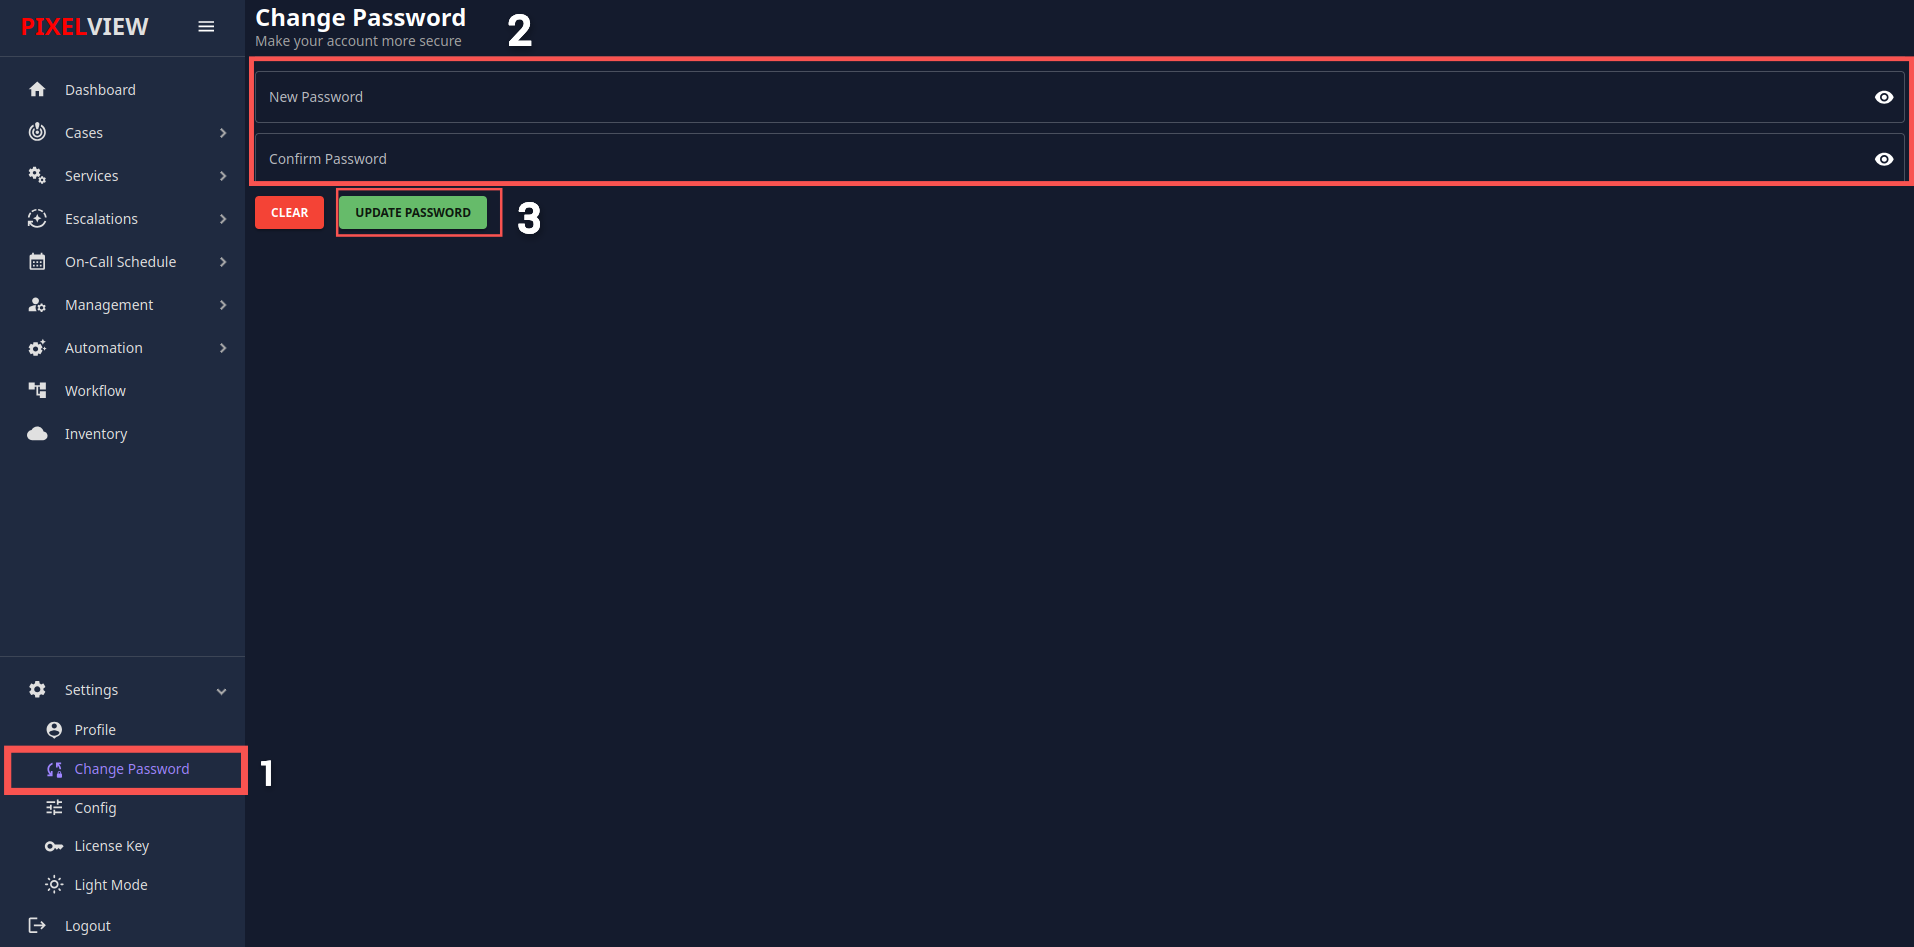 PIXELVIEW
Dashboard
Cases
Services
Escalations
On-Call Schedule
Management
Automation
Workflow
Inventory
Settings
Profile
Change Password
1
Config
License Key
Light Mode
Logout
Change Password
Make your account more secure
2
New Password
Confirm Password
CLEAR
UPDATE PASSWORD
3